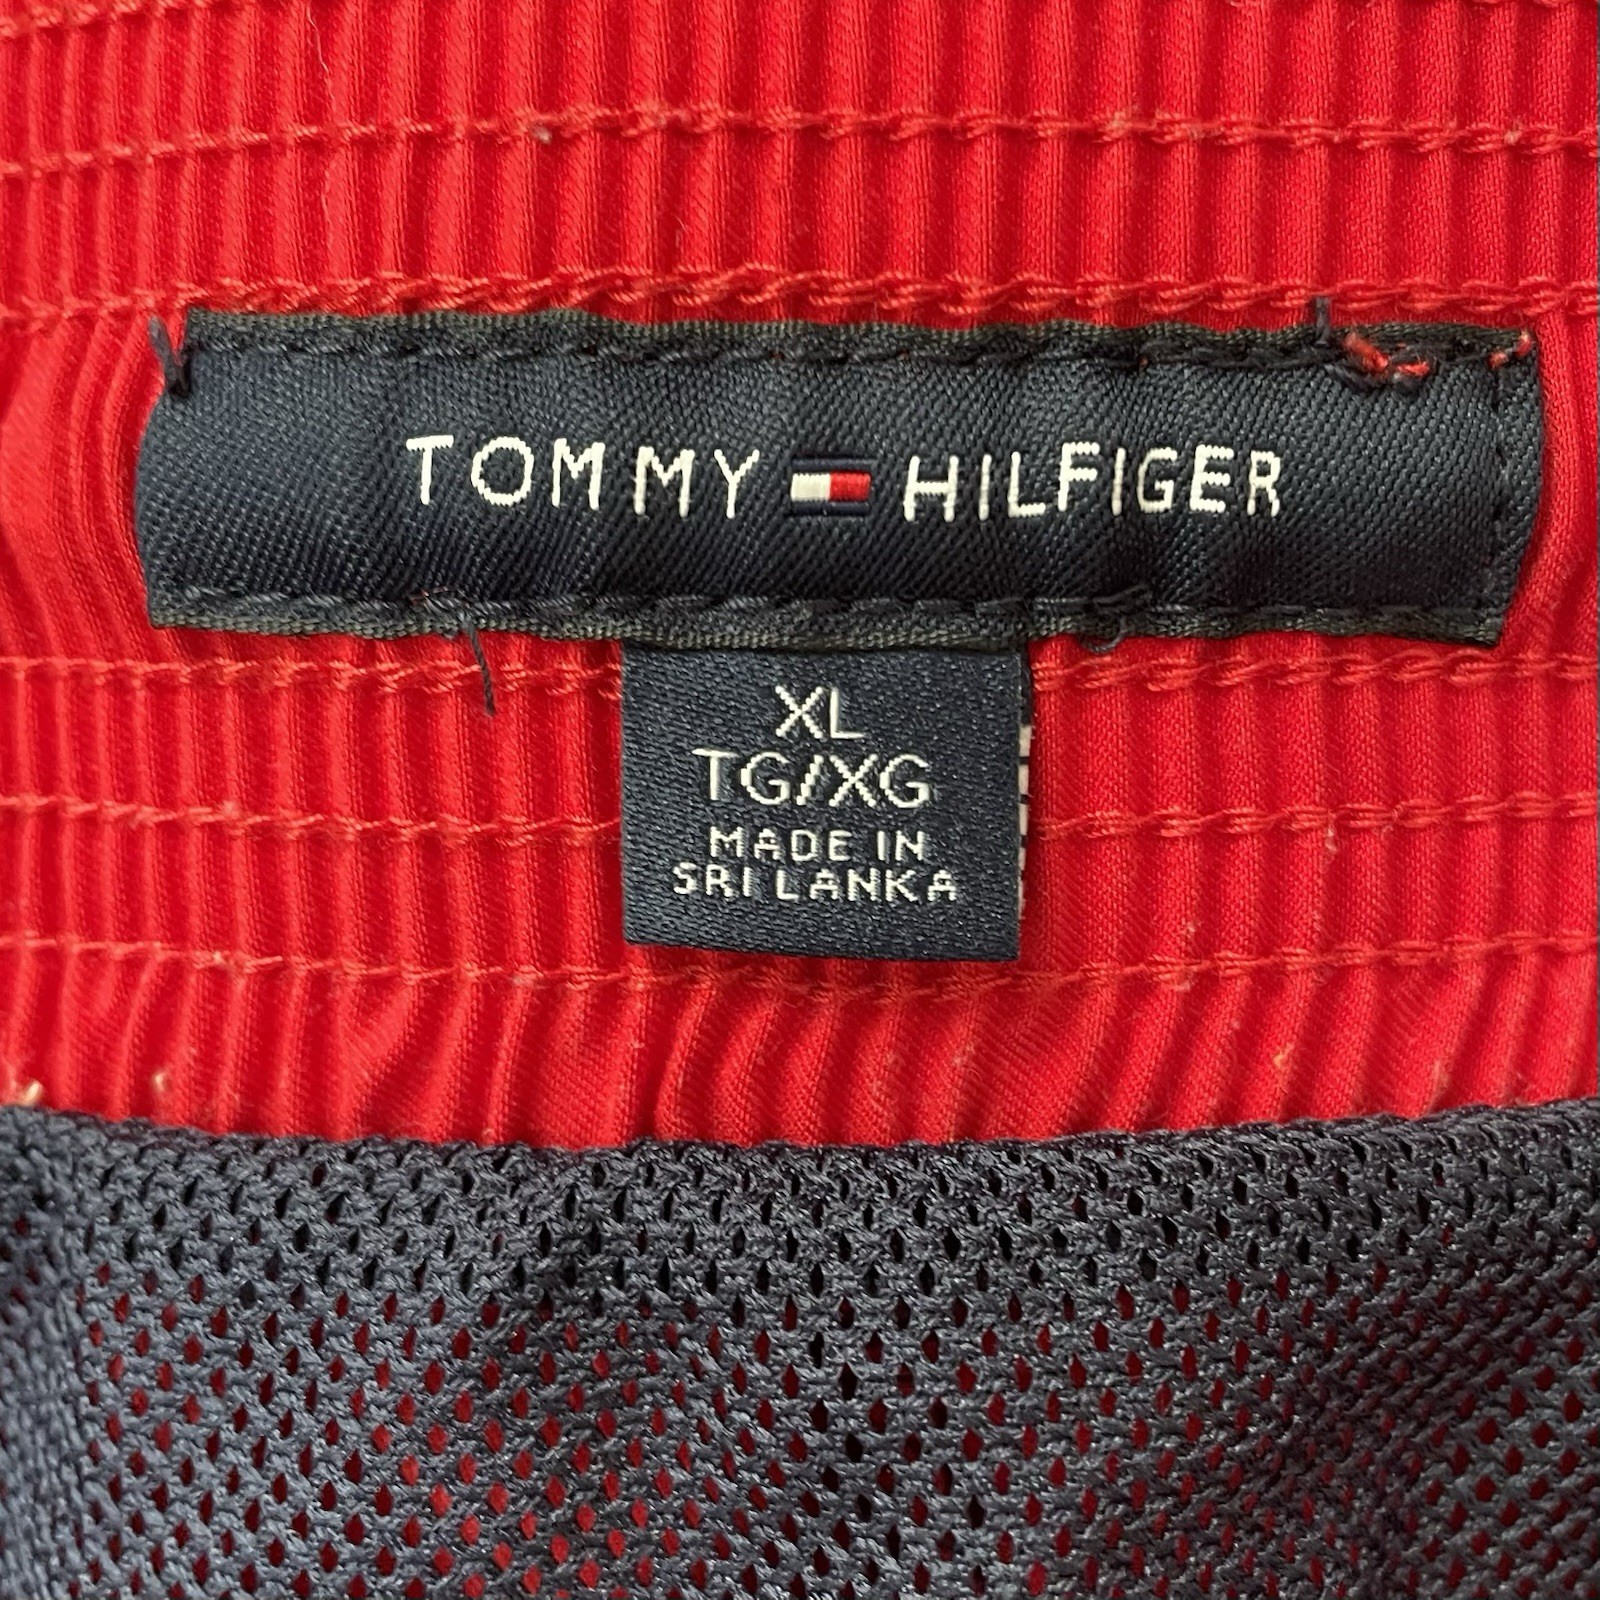 TOMMY HILFIGER
XL
TG/XG
MADE IN
SRI LANKA